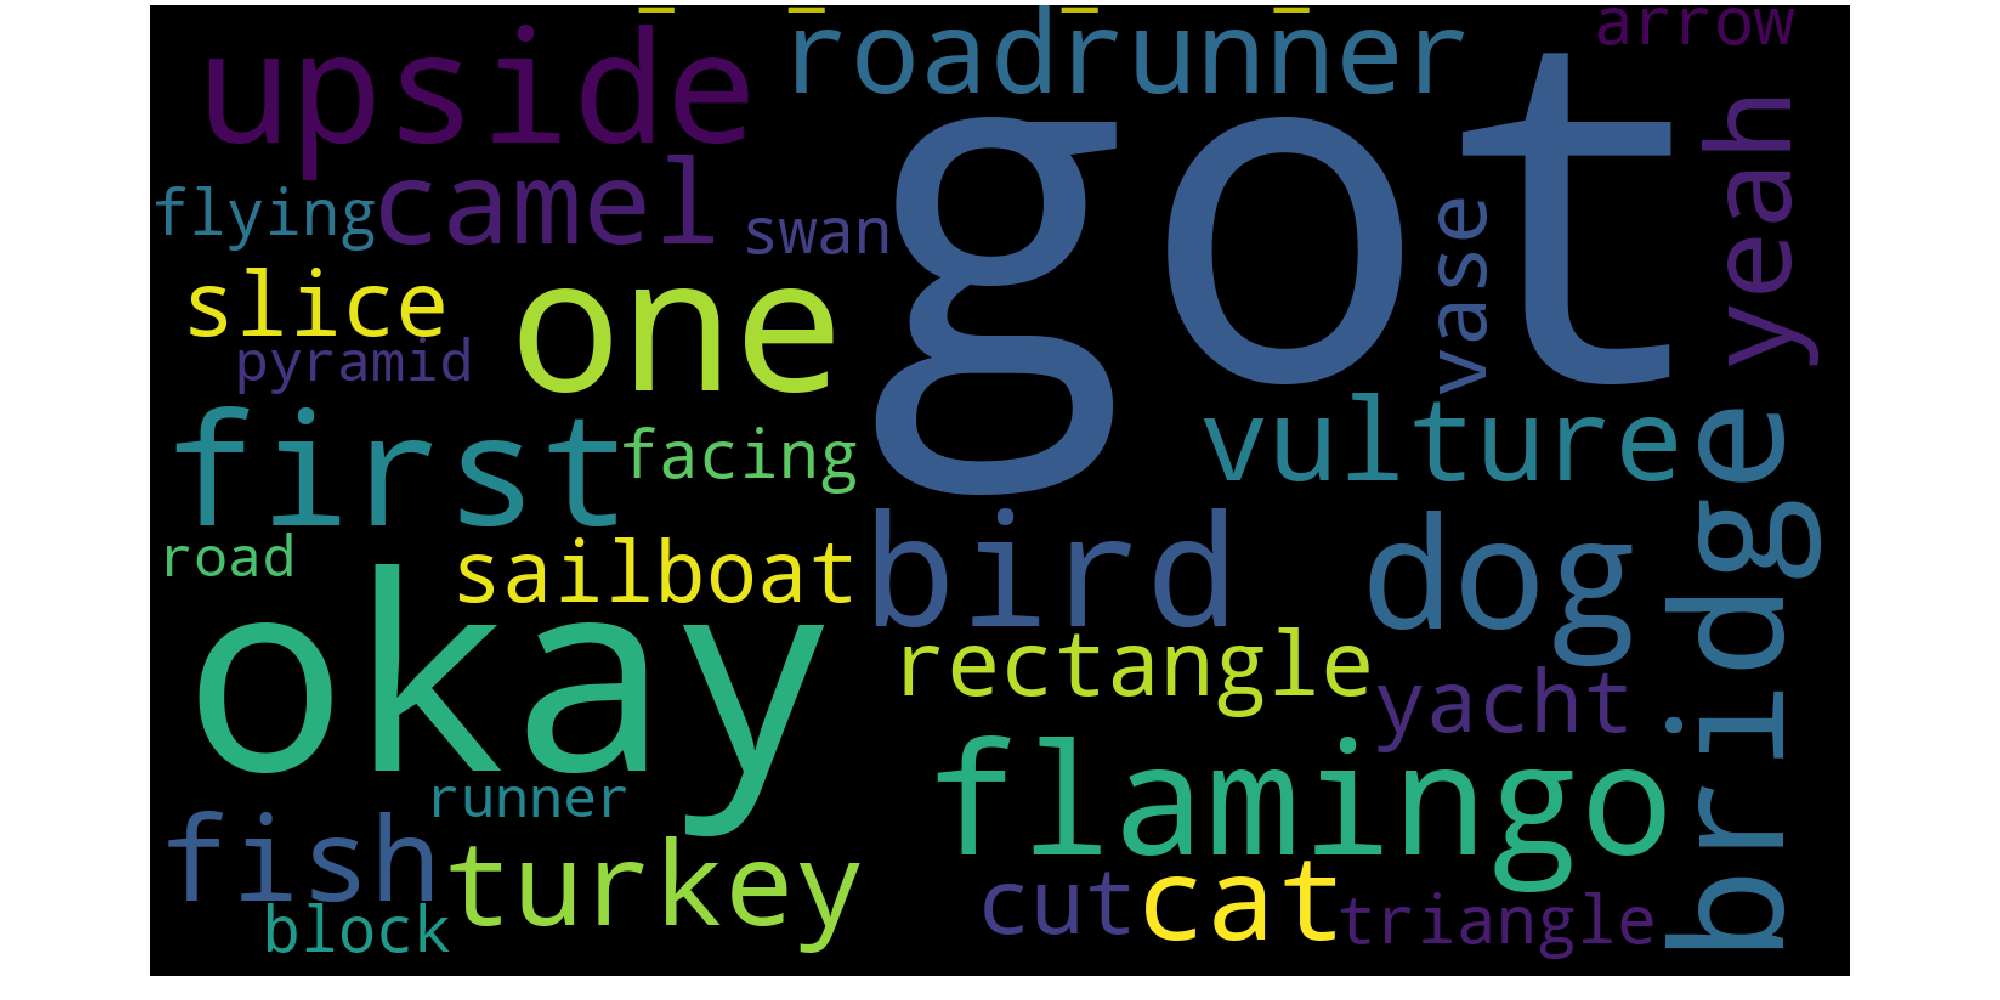 arrow
roadrunner
upside
got
yeah
camel
flying
swan
vase
slice
one
pyramid
first
facing
vulture
bridge
road
sailboat
bird
dog
okay
rectangle
yacht
flamingo
runner
fish
turkey
cut
cat
triangle
block